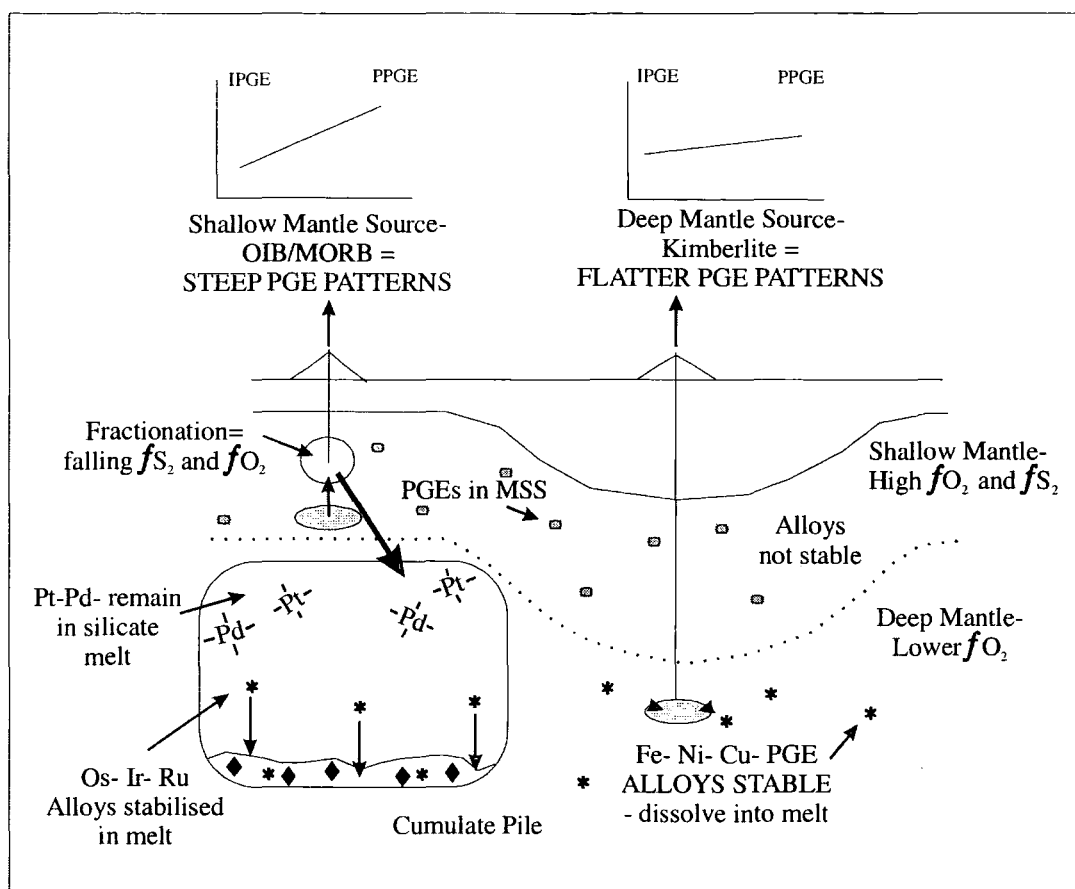 IPGE
PPGE
IPGE
PPGE
Shallow Mantle Source-
OIB/MORB =
STEEP PGE PATTERNS
Deep Mantle Source-
Kimberlite =
FLATTER PGE PATTERNS
Fractionation=
falling fS₂ and fO₂
PGEs in MSS
Shallow Mantle-
High fO₂ and fS₂
Alloys
not stable
Pt-Pd- remain
in silicate
melt
Pt
Pt
Pd
Pd
Deep Mantle-
Lower fO₂
Os- Ir- Ru
Alloys stabilised
in melt
Cumulate Pile
Fe- Ni- Cu- PGE
ALLOYS STABLE
- dissolve into melt